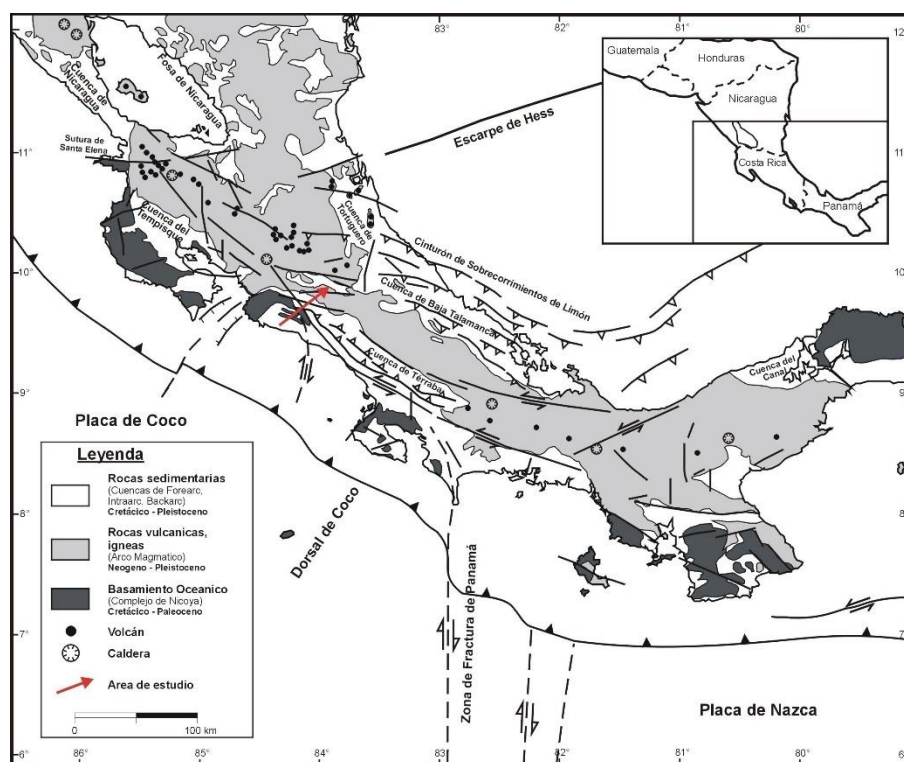 83°
82°
81°
80°
12
Guatemala
Honduras
Nicaragua
Costa Rica
Panamá
Cuenca de
Nicaragua
Fosa de Nicaragua
Escarpe de Hess
Sutura de
Santa Elena
11°
Cuenca del
Tempisque
Cuenca de
Tortuguero
10°
10
Cinturón de Sobrecorrimientos de Limón
Cuenca de Baja Talamanca
Cuenca de Terraba
Cuenca del
Canal
9°
9
Placa de Coco
Dorsal de Coco
Zona de Fractura de Panamá
Placa de Nazca
Leyenda
Rocas sedimentarias
(Cuencas de Forearc,
Intraarc. Backarc)
Cretácico - Pleistoceno
Rocas vulcanicas,
igneas
(Arco Magmatico)
Neogeno - Pleistoceno
Basamiento Oceanico
(Complejo de Nicoya)
Cretácico - Paleoceno
Volcán
Caldera
Area de estudio
0
100 km
8°
7°
7
6°
6°
86°
85°
84°
83°
82°
81°
80°